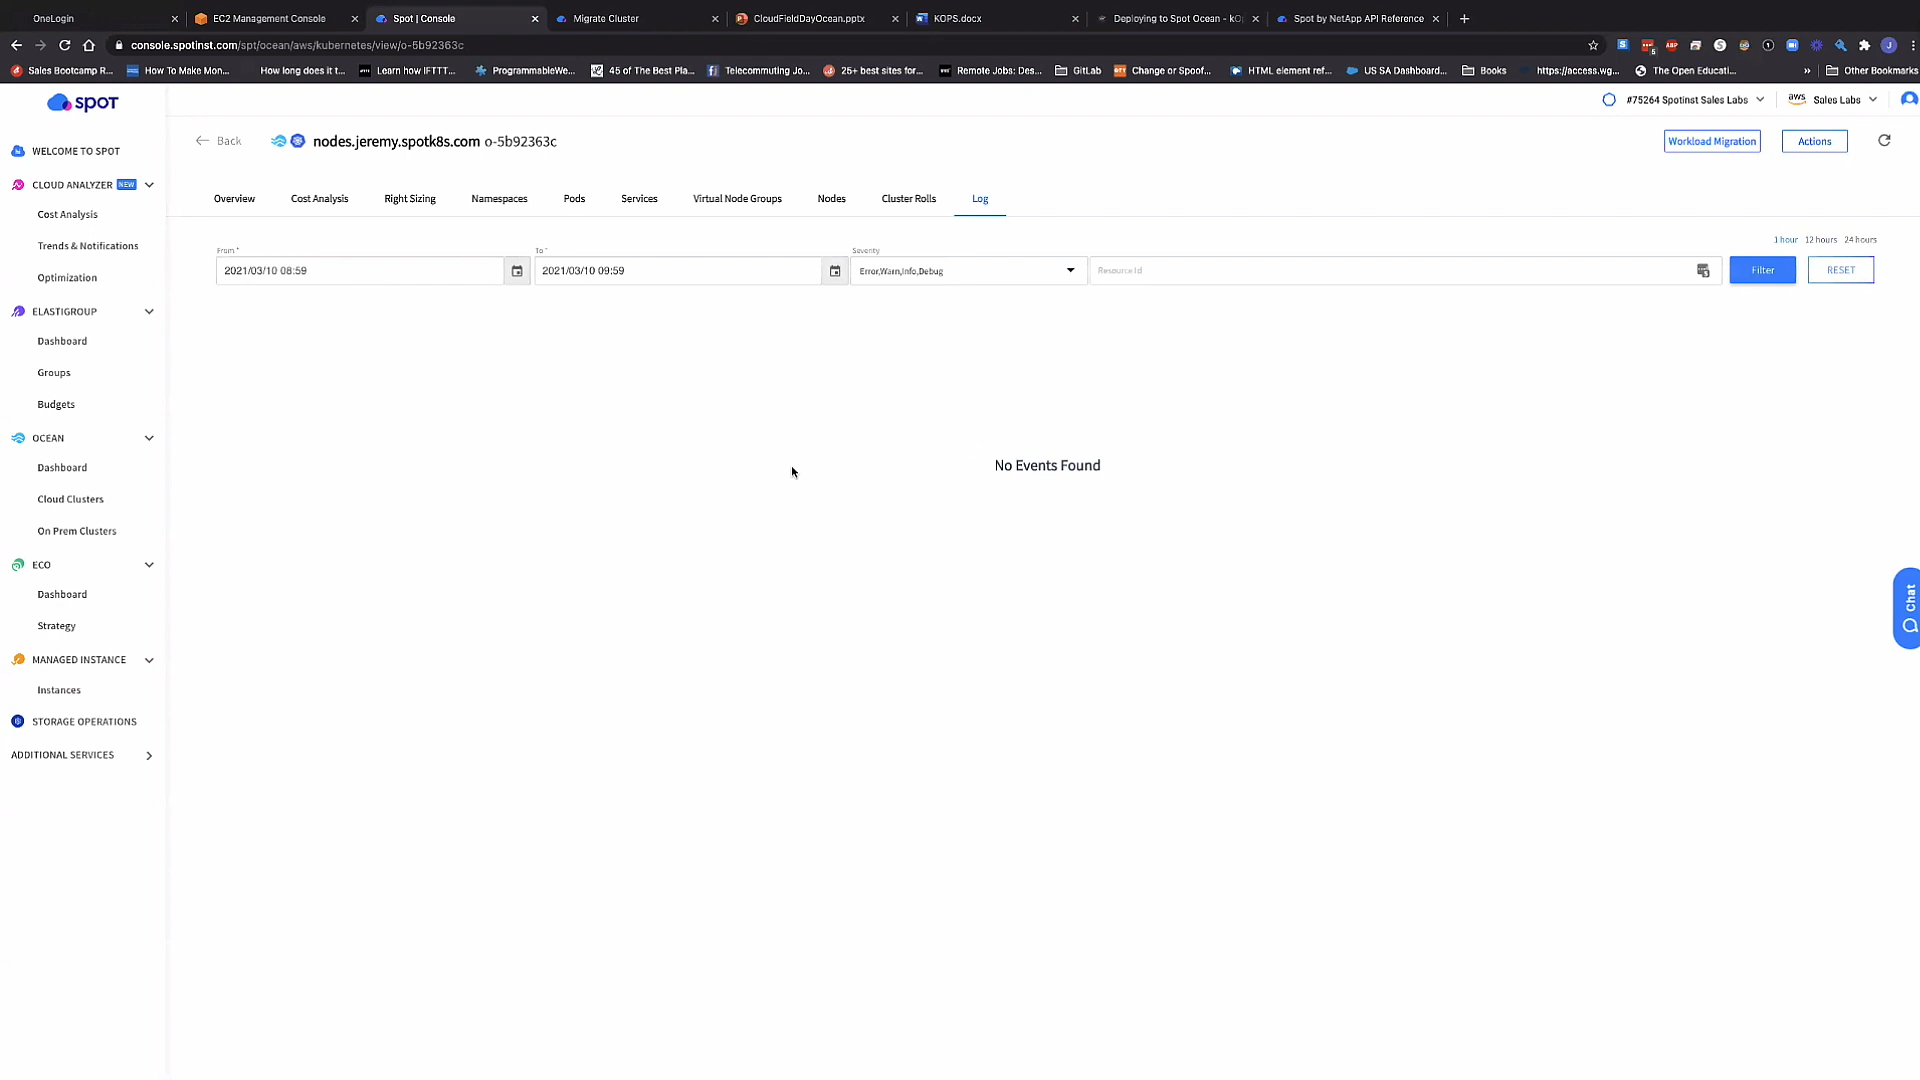 OneLogin
EC2 Management Console
Spot | Console
Migrate Cluster
CloudFieldDayOcean.pptx
KOPS.docx
Deploying to Spot Ocean - kO
Spot by NetApp API Reference
console.spotinst.com/spt/ocean/aws/kubernetes/view/o-5b92363c
Sales Bootcamp R...
How To Make Mon...
How long does it t...
Learn how IFTTT...
ProgrammableWe...
45 of The Best Pla...
Telecommuting Jo...
25+ best sites for...
Remote Jobs: Des...
GitLab
Change or Spoof...
HTML element ref...
US SA Dashboard...
Books
https://access.wg...
The Open Educati...
»
Other Bookmarks
spot
#75264 Spotinst Sales Labs
aws
Sales Labs
Back
nodes.jeremy.spotk8s.com o-5b92363c
Workload Migration
Actions
WELCOME TO SPOT
CLOUD ANALYZER NEW
Cost Analysis
Trends & Notifications
Optimization
ELASTIGROUP
Dashboard
Groups
Budgets
OCEAN
Dashboard
Cloud Clusters
On Prem Clusters
ECO
Dashboard
Strategy
MANAGED INSTANCE
Instances
STORAGE OPERATIONS
ADDITIONAL SERVICES
Overview
Cost Analysis
Right Sizing
Namespaces
Pods
Services
Virtual Node Groups
Nodes
Cluster Rolls
Log
1 hour
12 hours
24 hours
From *
2021/03/10 08:59
To *
2021/03/10 09:59
Severity
Error,Warn,Info,Debug
Resource Id
Filter
RESET
No Events Found
Chat